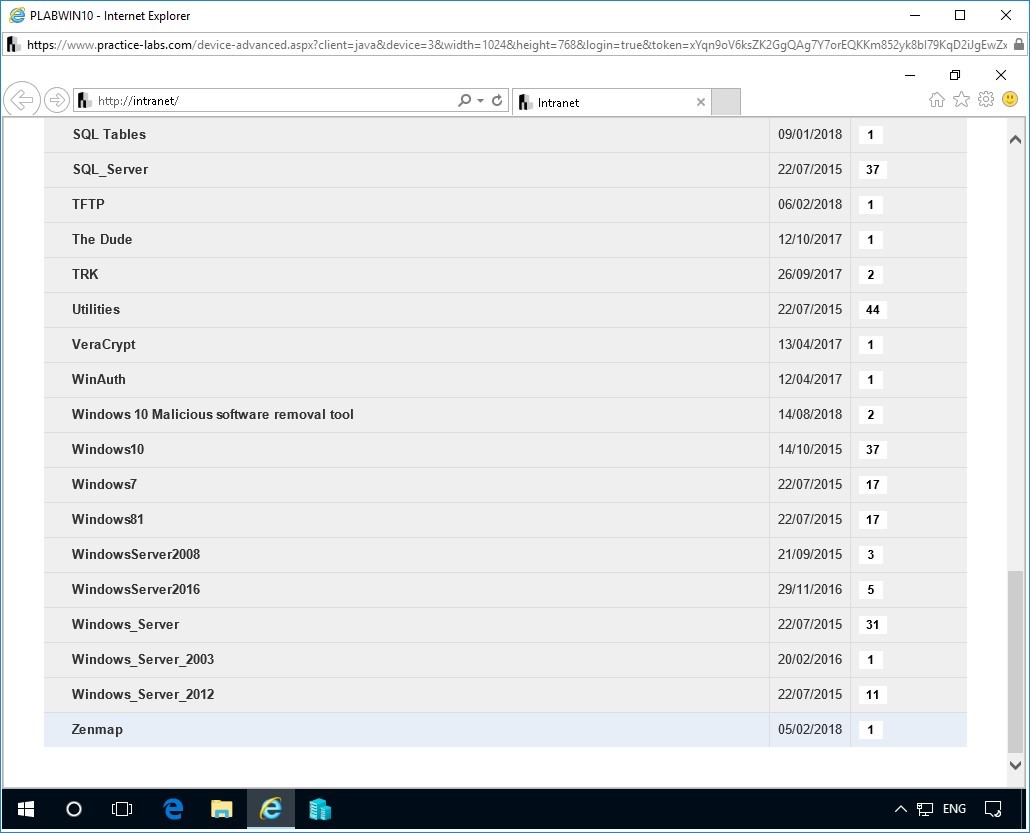 PLABWIN10 - Internet Explorer
https://www.practice-labs.com/device-advanced.aspx?client=java&device=3&width=1024&height=768&login=true&token=xYqn9oV6ksZK2GgQAg7Y7orEQKKm852yk8bl79KqD2iJgEwZx
http://intranet/
Intranet
SQL Tables 09/01/2018 1
SQL_Server 22/07/2015 37
TFTP 06/02/2018 1
The Dude 12/10/2017 1
TRK 26/09/2017 2
Utilities 22/07/2015 44
VeraCrypt 13/04/2017 1
WinAuth 12/04/2017 1
Windows 10 Malicious software removal tool 14/08/2018 2
Windows10 14/10/2015 37
Windows7 22/07/2015 17
Windows81 22/07/2015 17
WindowsServer2008 21/09/2015 3
WindowsServer2016 29/11/2016 5
Windows_Server 22/07/2015 31
Windows_Server_2003 20/02/2016 1
Windows_Server_2012 22/07/2015 11
Zenmap 05/02/2018 1
ENG